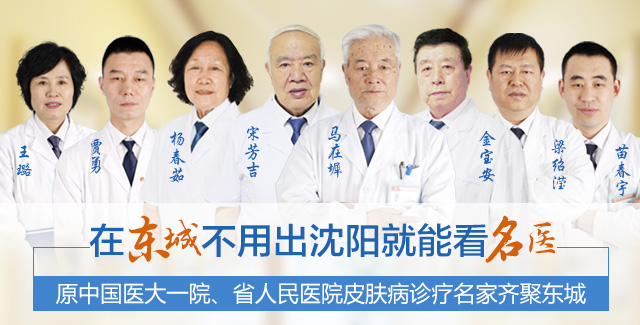 王璐
贾勇
杨春茹
宋芳吉
马在墀
金宝安
梁绍滢
苗春宇
在东城不用出沈阳就能看名医
原中国医大一院、省人民医院皮肤病诊疗名家齐聚东城